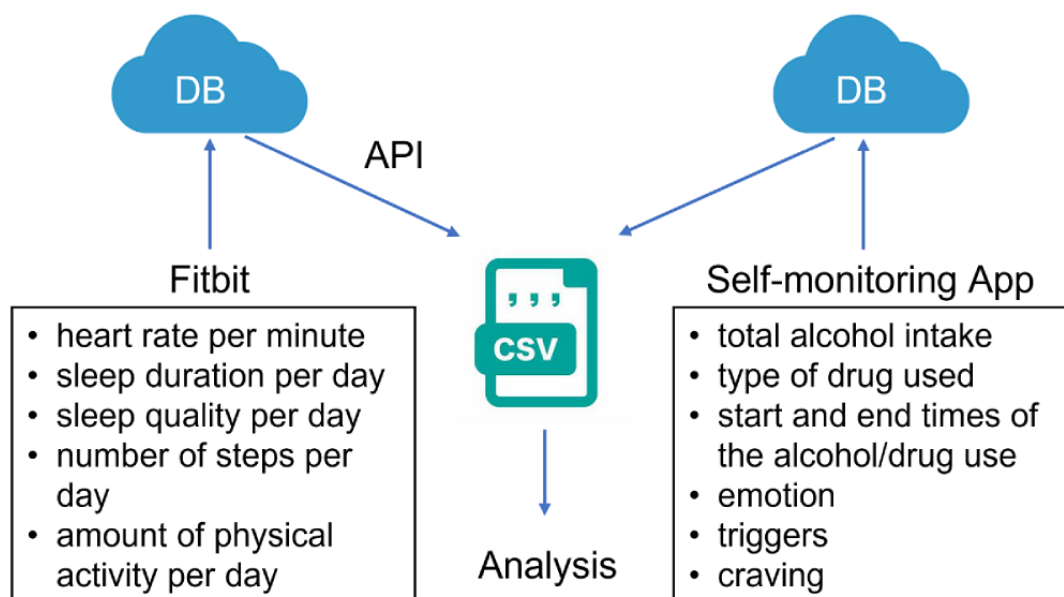 DB
DB
API
Fitbit
• heart rate per minute
• sleep duration per day
• sleep quality per day
• number of steps per
day
• amount of physical
activity per day
, , ,
CSV
Analysis
Self-monitoring App
• total alcohol intake
• type of drug used
• start and end times of
the alcohol/drug use
• emotion
• triggers
• craving